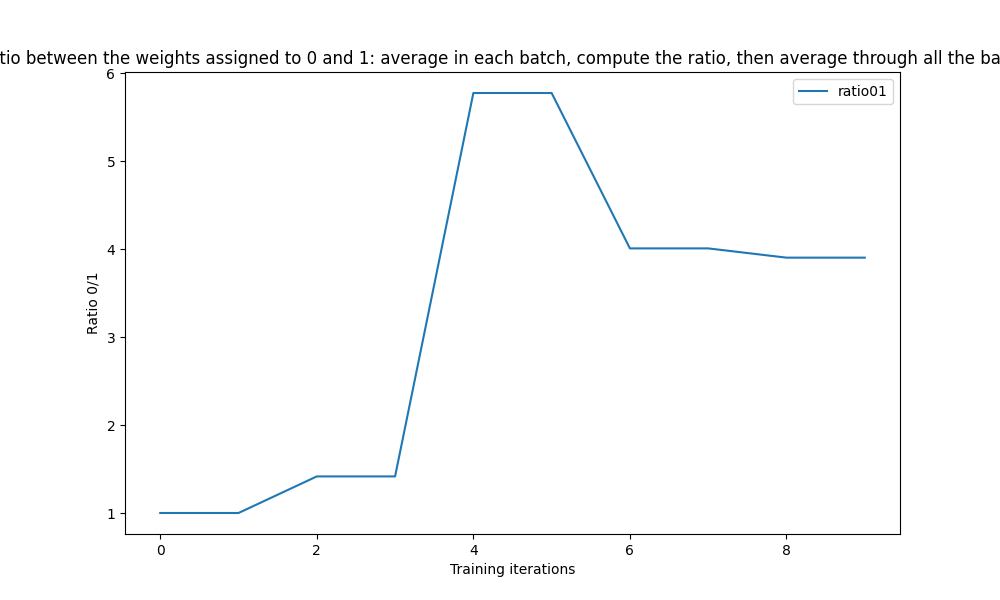 tio between the weights assigned to 0 and 1: average in each batch, compute the ratio, then average through all the ba
ratio01
6
5
4
3
2
1
Ratio 0/1
0 2 4 6 8
Training iterations